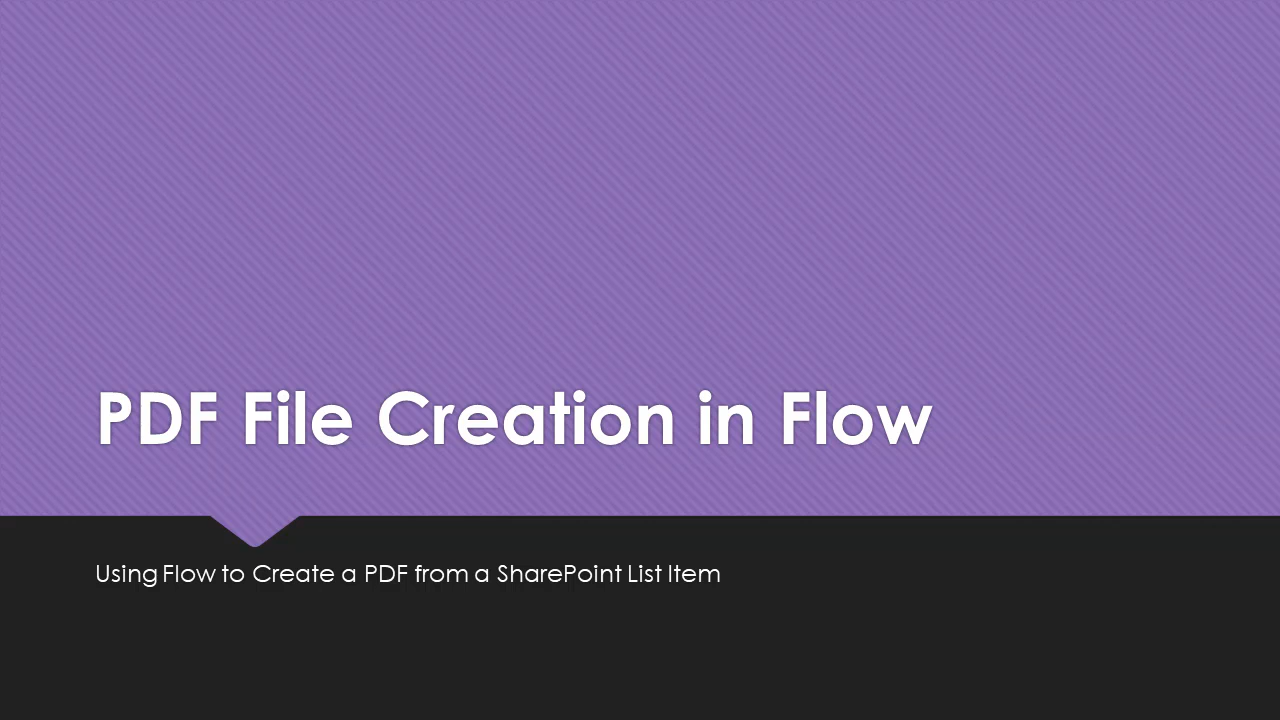 PDF File Creation in Flow
Using Flow to Create a PDF from a SharePoint List Item